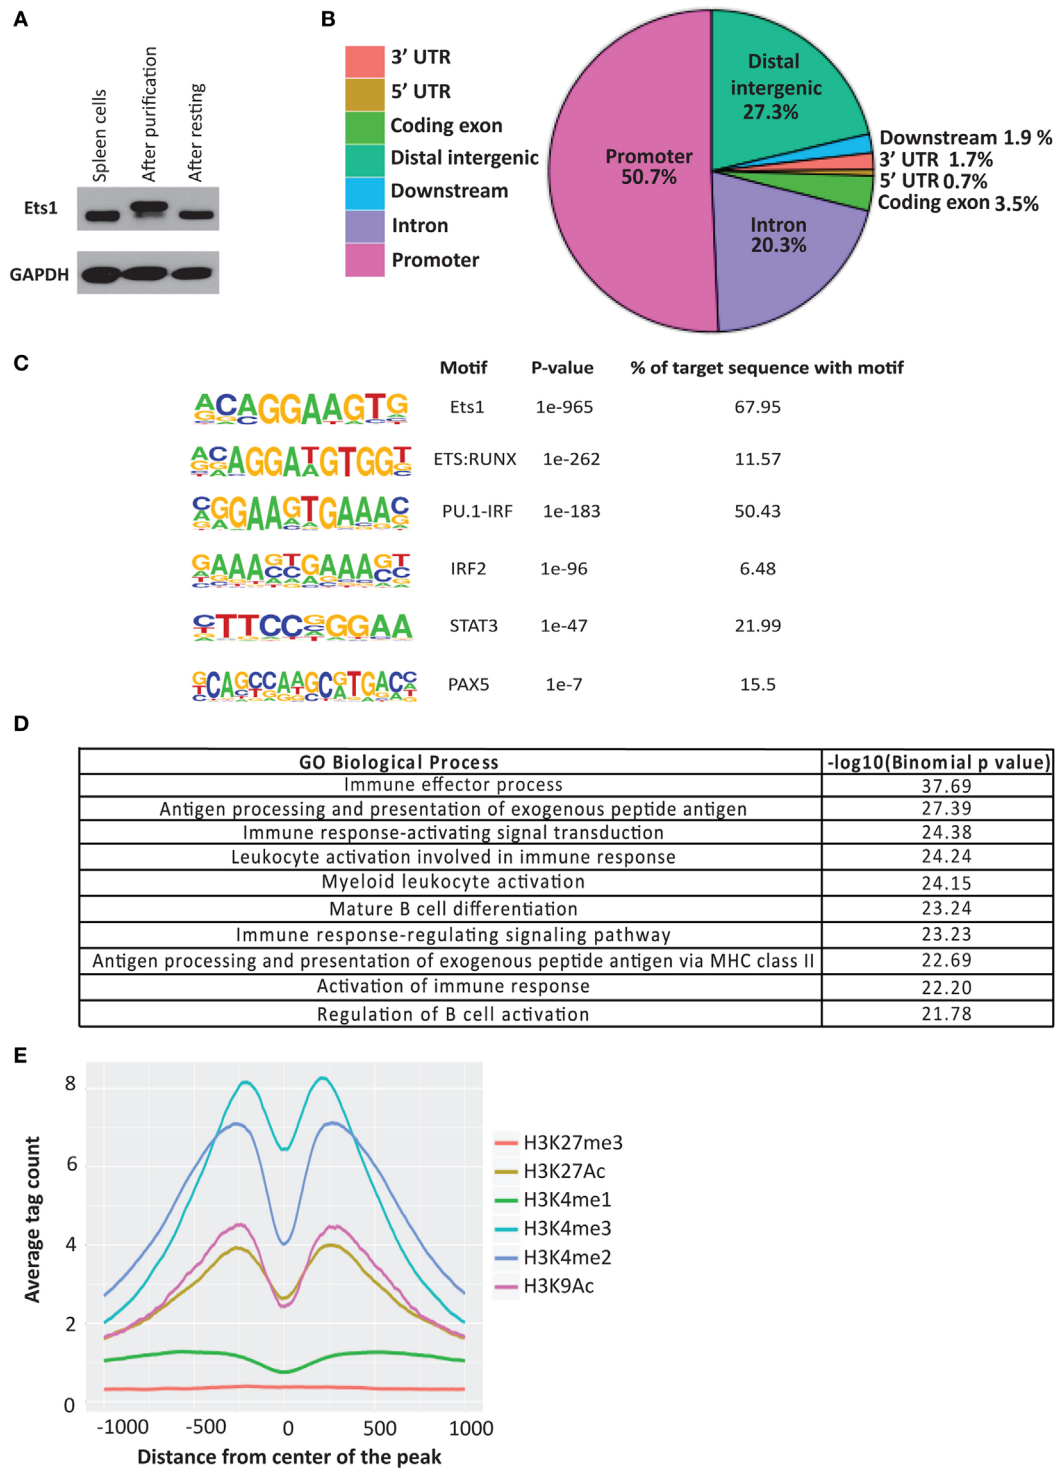 A
Spleen cells
After purification
After resting
Ets1
GAPDH
B
3’ UTR
5’ UTR
Coding exon
Distal intergenic
Downstream
Intron
Promoter
Distal
intergenic
27.3%
Downstream 1.9 %
3’ UTR 1.7%
5’ UTR 0.7%
Coding exon 3.5%
Promoter
50.7%
Intron
20.3%
C
Motif P-value % of target sequence with motif
ACAGGAAGTG Ets1 1e-965 67.95
ACAGGATGTGGT ETS:RUNX 1e-262 11.57
CGGAAGTGAAAC PU.1-IRF 1e-183 50.43
GAAAGTGAAAGT IRF2 1e-96 6.48
CTTCCGGGAA STAT3 1e-47 21.99
GCAGCCAAGCGTGACC PAX5 1e-7 15.5
D
GO Biological Process -log10(Binomial p value)
Immune effector process 37.69
Antigen processing and presentation of exogenous peptide antigen 27.39
Immune response-activating signal transduction 24.38
Leukocyte activation involved in immune response 24.24
Myeloid leukocyte activation 24.15
Mature B cell differentiation 23.24
Immune response-regulating signaling pathway 23.23
Antigen processing and presentation of exogenous peptide antigen via MHC class II 22.69
Activation of immune response 22.20
Regulation of B cell activation 21.78
E
Average tag count
8
6
4
2
0
-1000 -500 0 500 1000
Distance from center of the peak
H3K27me3
H3K27Ac
H3K4me1
H3K4me3
H3K4me2
H3K9Ac